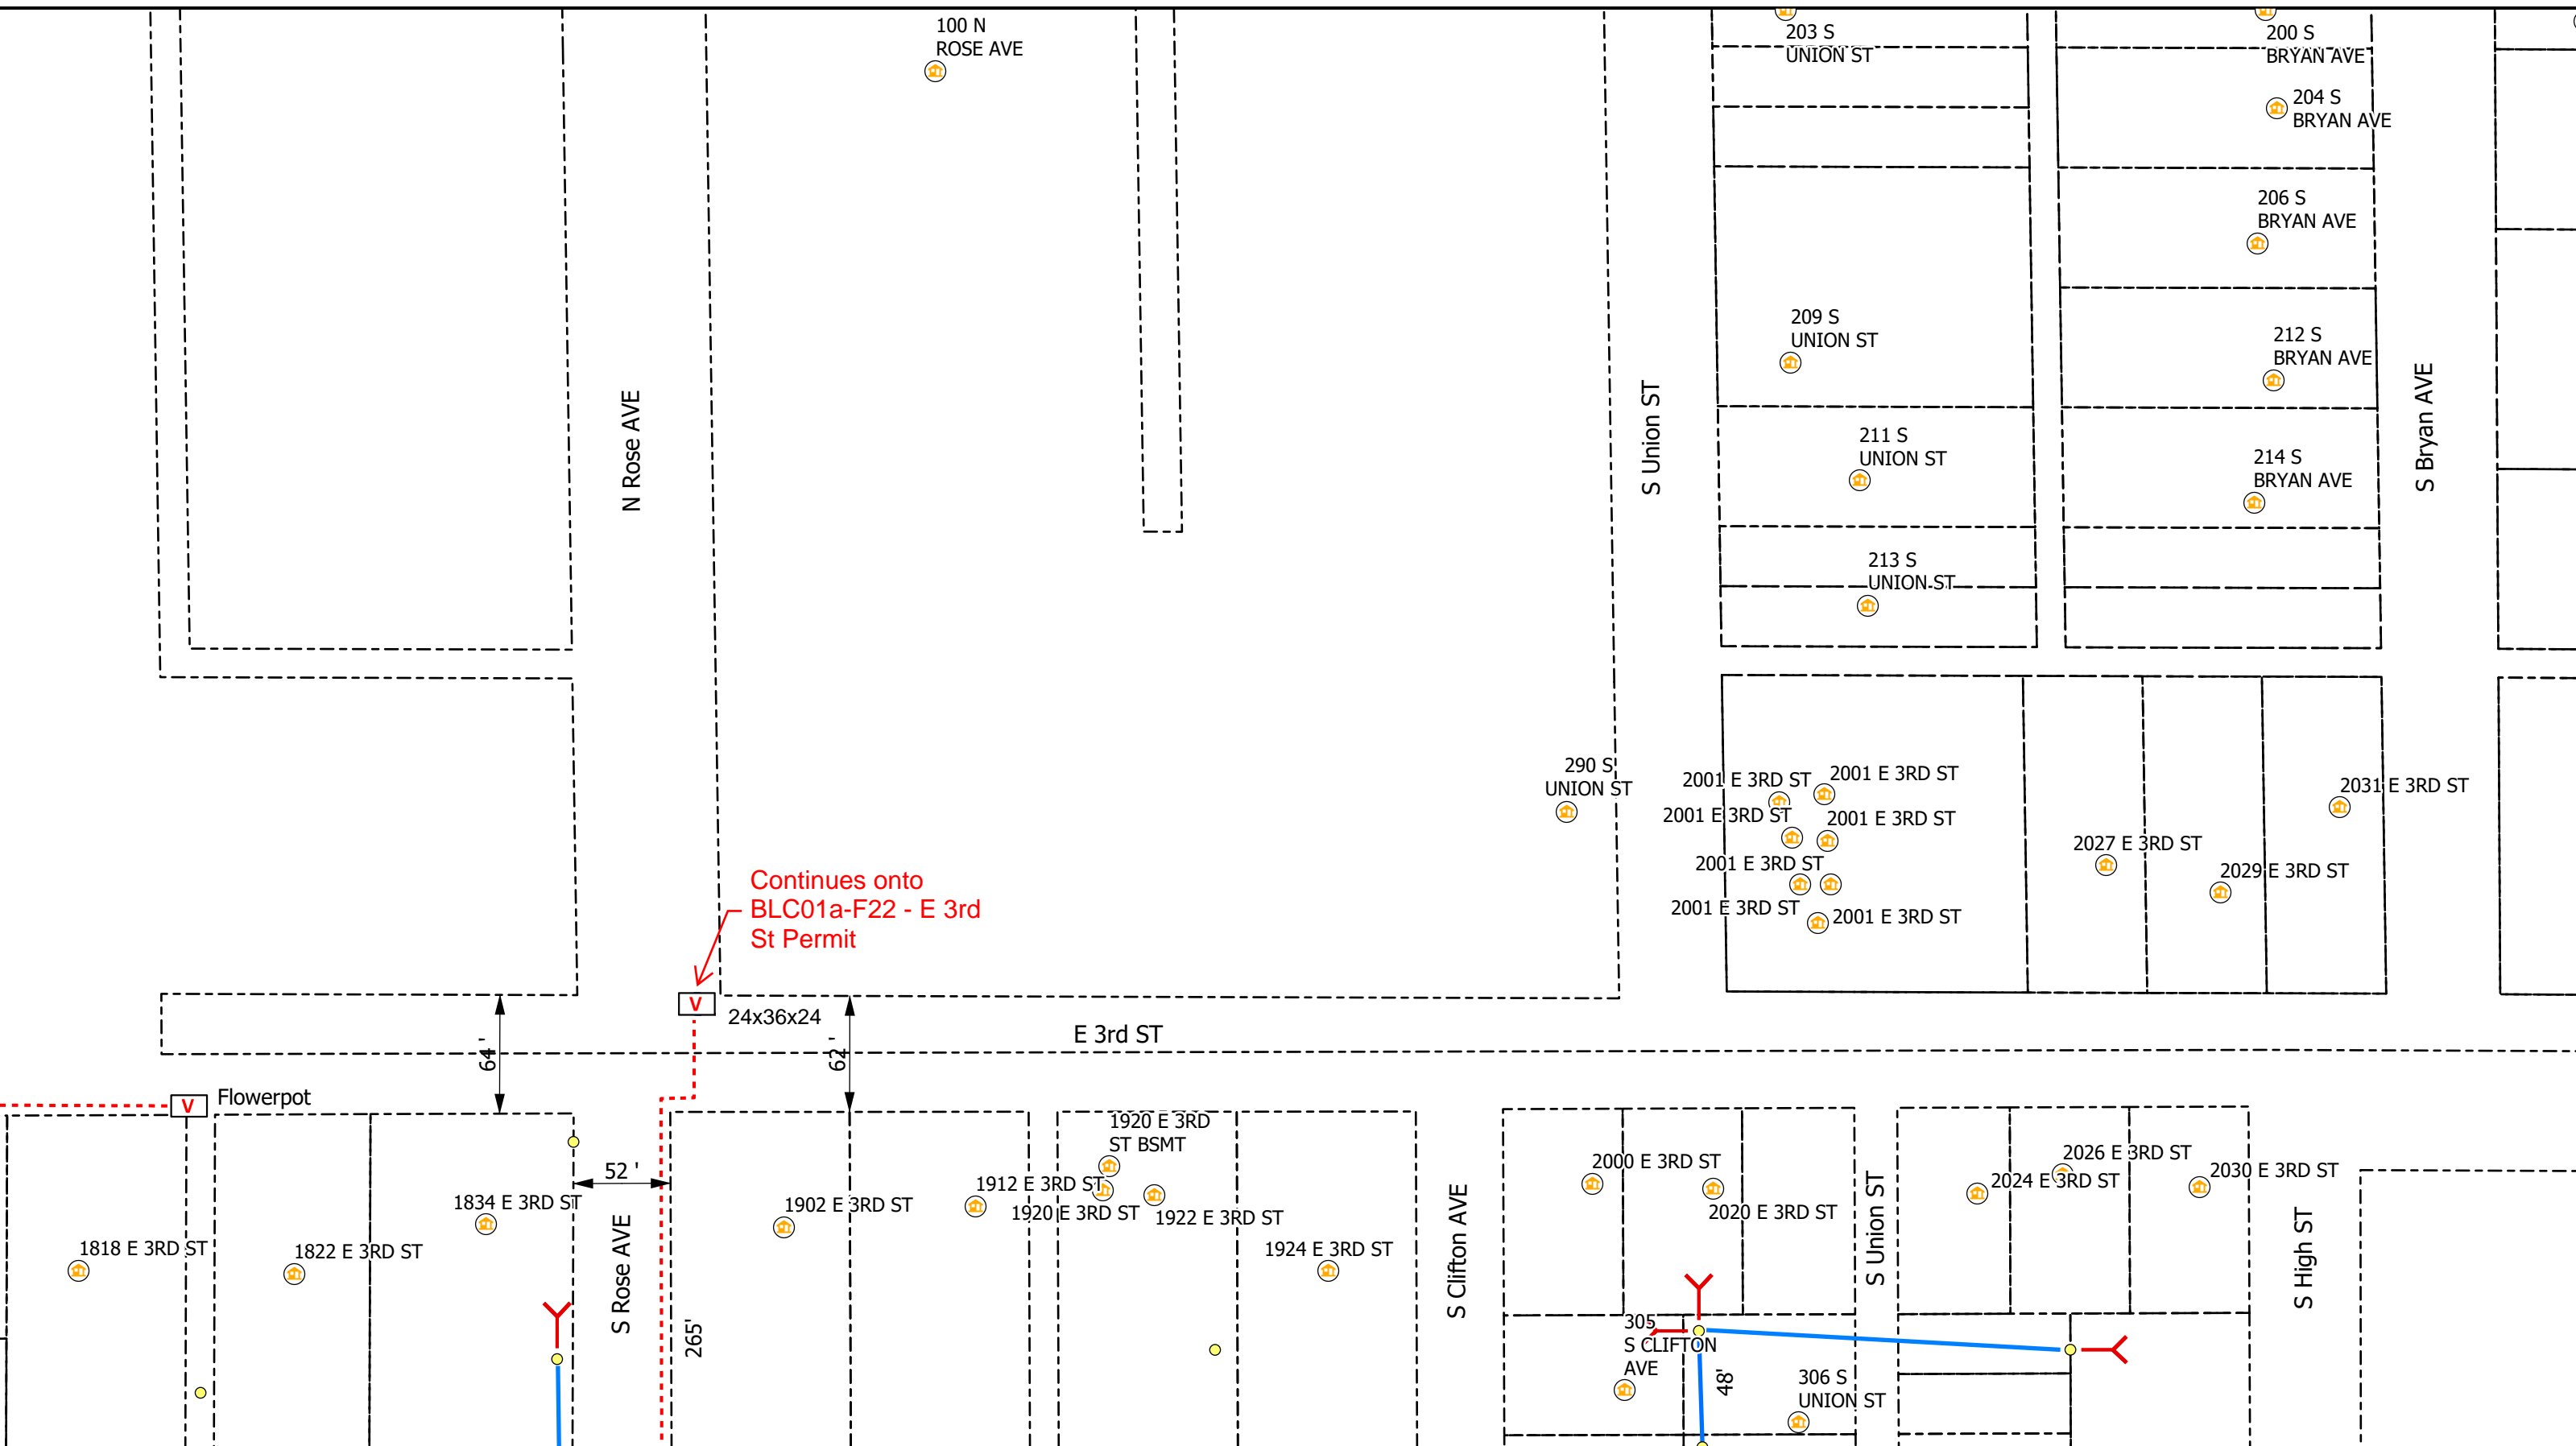 100 N
ROSE AVE
203 S
UNION ST
200 S
BRYAN AVE
204 S
BRYAN AVE
206 S
BRYAN AVE
209 S
UNION ST
212 S
BRYAN AVE
N Rose AVE
S Union ST
S Bryan AVE
211 S
UNION ST
214 S
BRYAN AVE
213 S
UNION ST
290 S
UNION ST
2001 E 3RD ST
2001 E 3RD ST
2001 E 3RD ST
2001 E 3RD ST
2001 E 3RD ST
2001 E 3RD ST
2001 E 3RD ST
2031 E 3RD ST
2027 E 3RD ST
2029 E 3RD ST
Continues onto
BLC01a-F22 - E 3rd
St Permit
V
24x36x24
E 3rd ST
64 '
62 '
V
Flowerpot
52 '
1920 E 3RD
ST BSMT
1818 E 3RD ST
1822 E 3RD ST
1834 E 3RD ST
S Rose AVE
265'
1902 E 3RD ST
1912 E 3RD ST
1920 E 3RD ST
1922 E 3RD ST
1924 E 3RD ST
S Clifton AVE
2000 E 3RD ST
2020 E 3RD ST
S Union ST
2026 E 3RD ST
2024 E 3RD ST
2030 E 3RD ST
S High ST
305
S CLIFTON
AVE
48'
306 S
UNION ST